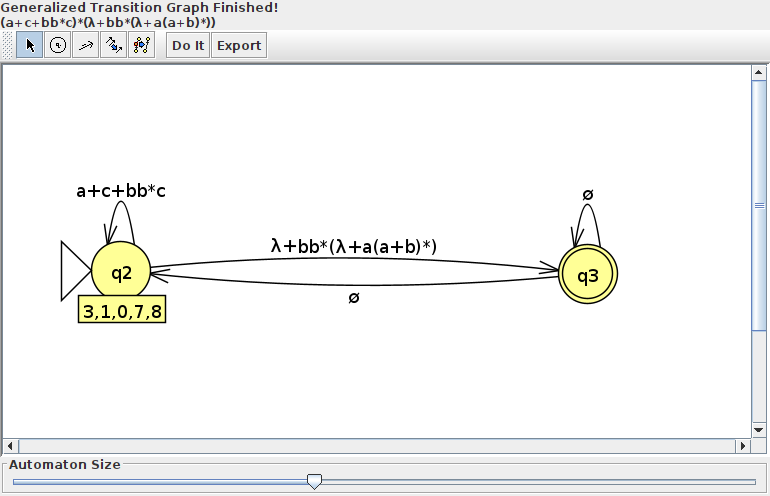 Generalized Transition Graph Finished!
(a+c+bb*c)*(λ+bb*(λ+a(a+b)*))
Do It Export
a+c+bb*c
ø
λ+bb*(λ+a(a+b)*)
q2
q3
ø
3,1,0,7,8
Automaton Size